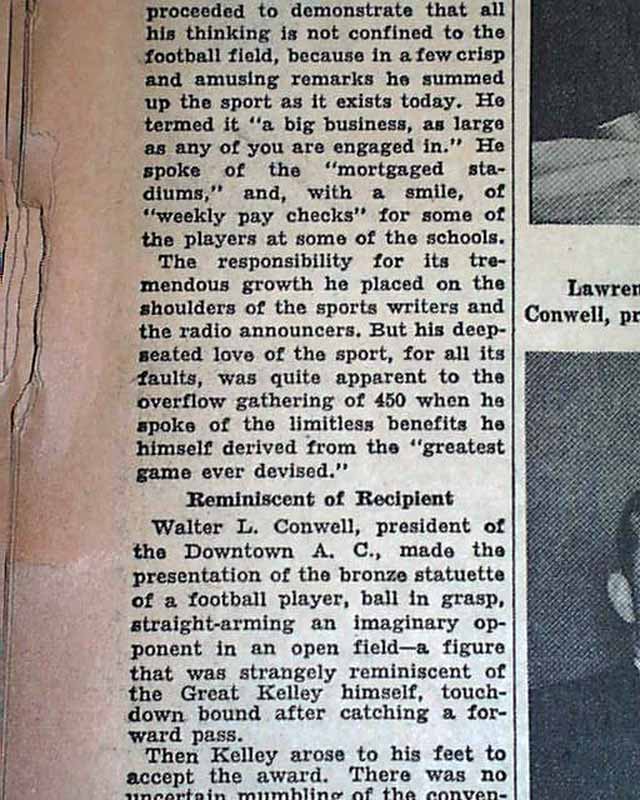 proceeded to demonstrate that all
his thinking is not confined to the
football field, because in a few crisp
and amusing remarks he summed
up the sport as it exists today. He
termed it "a big business, as large
as any of you are engaged in." He
spoke of the "mortgaged sta-
diums," and, with a smile, of
"weekly pay checks" for some of
the players at some of the schools.
The responsibility for its tre-
mendous growth he placed on the
shoulders of the sports writers and
the radio announcers. But his deep-
seated love of the sport, for all its
faults, was quite apparent to the
overflow gathering of 450 when he
spoke of the limitless benefits he
himself derived from the "greatest
game ever devised."
Reminiscent of Recipient
Walter L. Conwell, president of
the Downtown A. C., made the
presentation of the bronze statuette
of a football player, ball in grasp,
straight-arming an imaginary op-
ponent in an open field—a figure
that was strangely reminiscent of
the Great Kelley himself, touch-
down bound after catching a for-
ward pass.
Then Kelley arose to his feet to
accept the award. There was no
uncertain mumbling of the conven-
Lawren
Conwell, pr